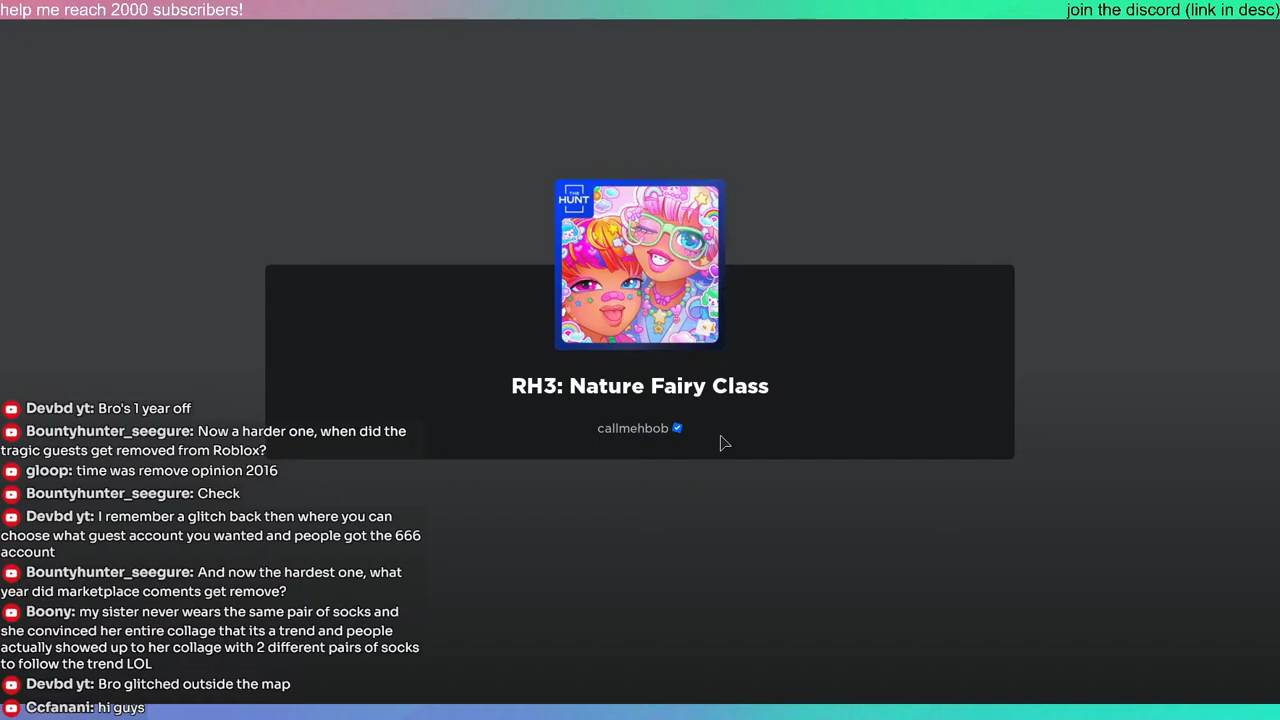 help me reach 2000 subscribers!
join the discord (link in desc)
THE
HUNT
RH3: Nature Fairy Class
callmehbob
Devbd yt: Bro's 1 year off
Bountyhunter_seegure: Now a harder one, when did the
tragic guests get removed from Roblox?
gloop: time was remove opinion 2016
Bountyhunter_seegure: Check
Devbd yt: I remember a glitch back then where you can
choose what guest account you wanted and people got the 666
account
Bountyhunter_seegure: And now the hardest one, what
year did marketplace coments get remove?
Boony: my sister never wears the same pair of socks and
she convinced her entire collage that its a trend and people
actually showed up to her collage with 2 different pairs of socks
to follow the trend LOL
Devbd yt: Bro glitched outside the map
Ccfanani: hi guys